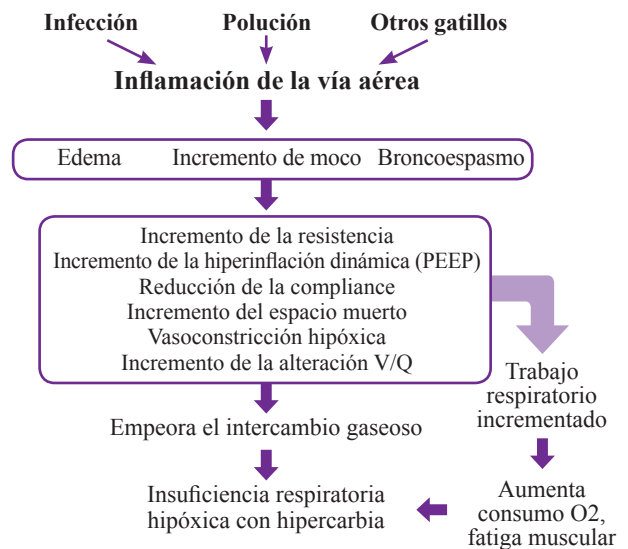 Infección Polución Otros gatillos
Inflamación de la vía aérea
Edema Incremento de moco Broncoespasmo
Incremento de la resistencia
Incremento de la hiperinflación dinámica (PEEP)
Reducción de la compliance
Incremento del espacio muerto
Vasoconstricción hipóxica
Incremento de la alteración V/Q
Trabajo
respiratorio
incrementado
Empeora el intercambio gaseoso
Insuficiencia respiratoria
hipóxica con hipercarbia
Aumenta
consumo O2,
fatiga muscular